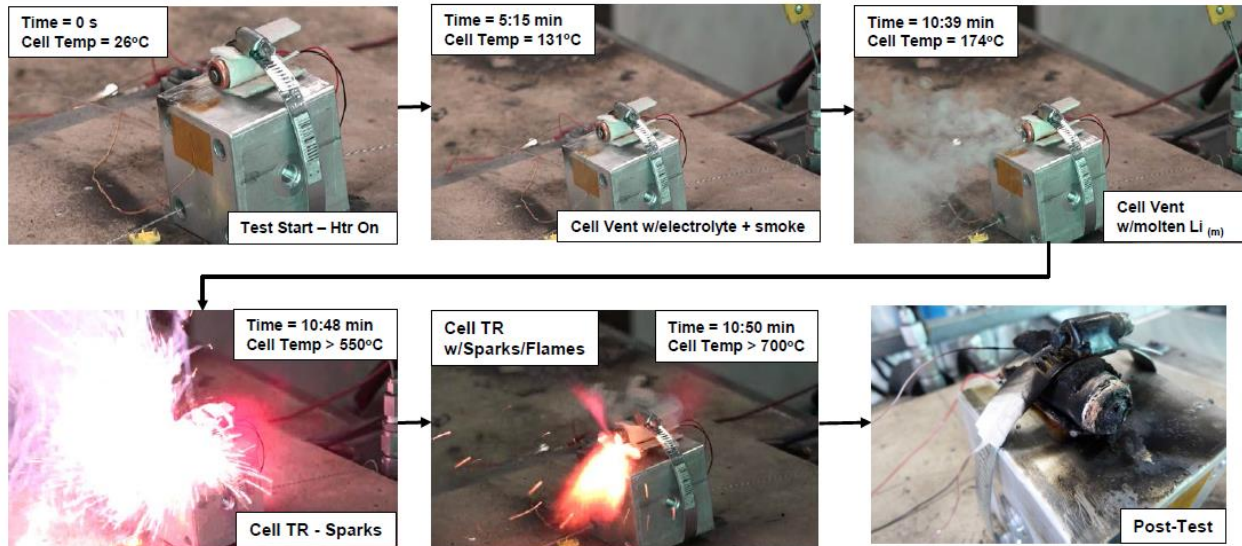 Time = 0 s
Cell Temp = 26°C
Test Start – Htr On
Time = 5:15 min
Cell Temp = 131°C
Cell Vent w/electrolyte + smoke
Time = 10:39 min
Cell Temp = 174°C
Cell Vent
w/molten Li (m)
Time = 10:48 min
Cell Temp > 550°C
Cell TR - Sparks
Cell TR
w/Sparks/Flames
Time = 10:50 min
Cell Temp > 700°C
Post-Test